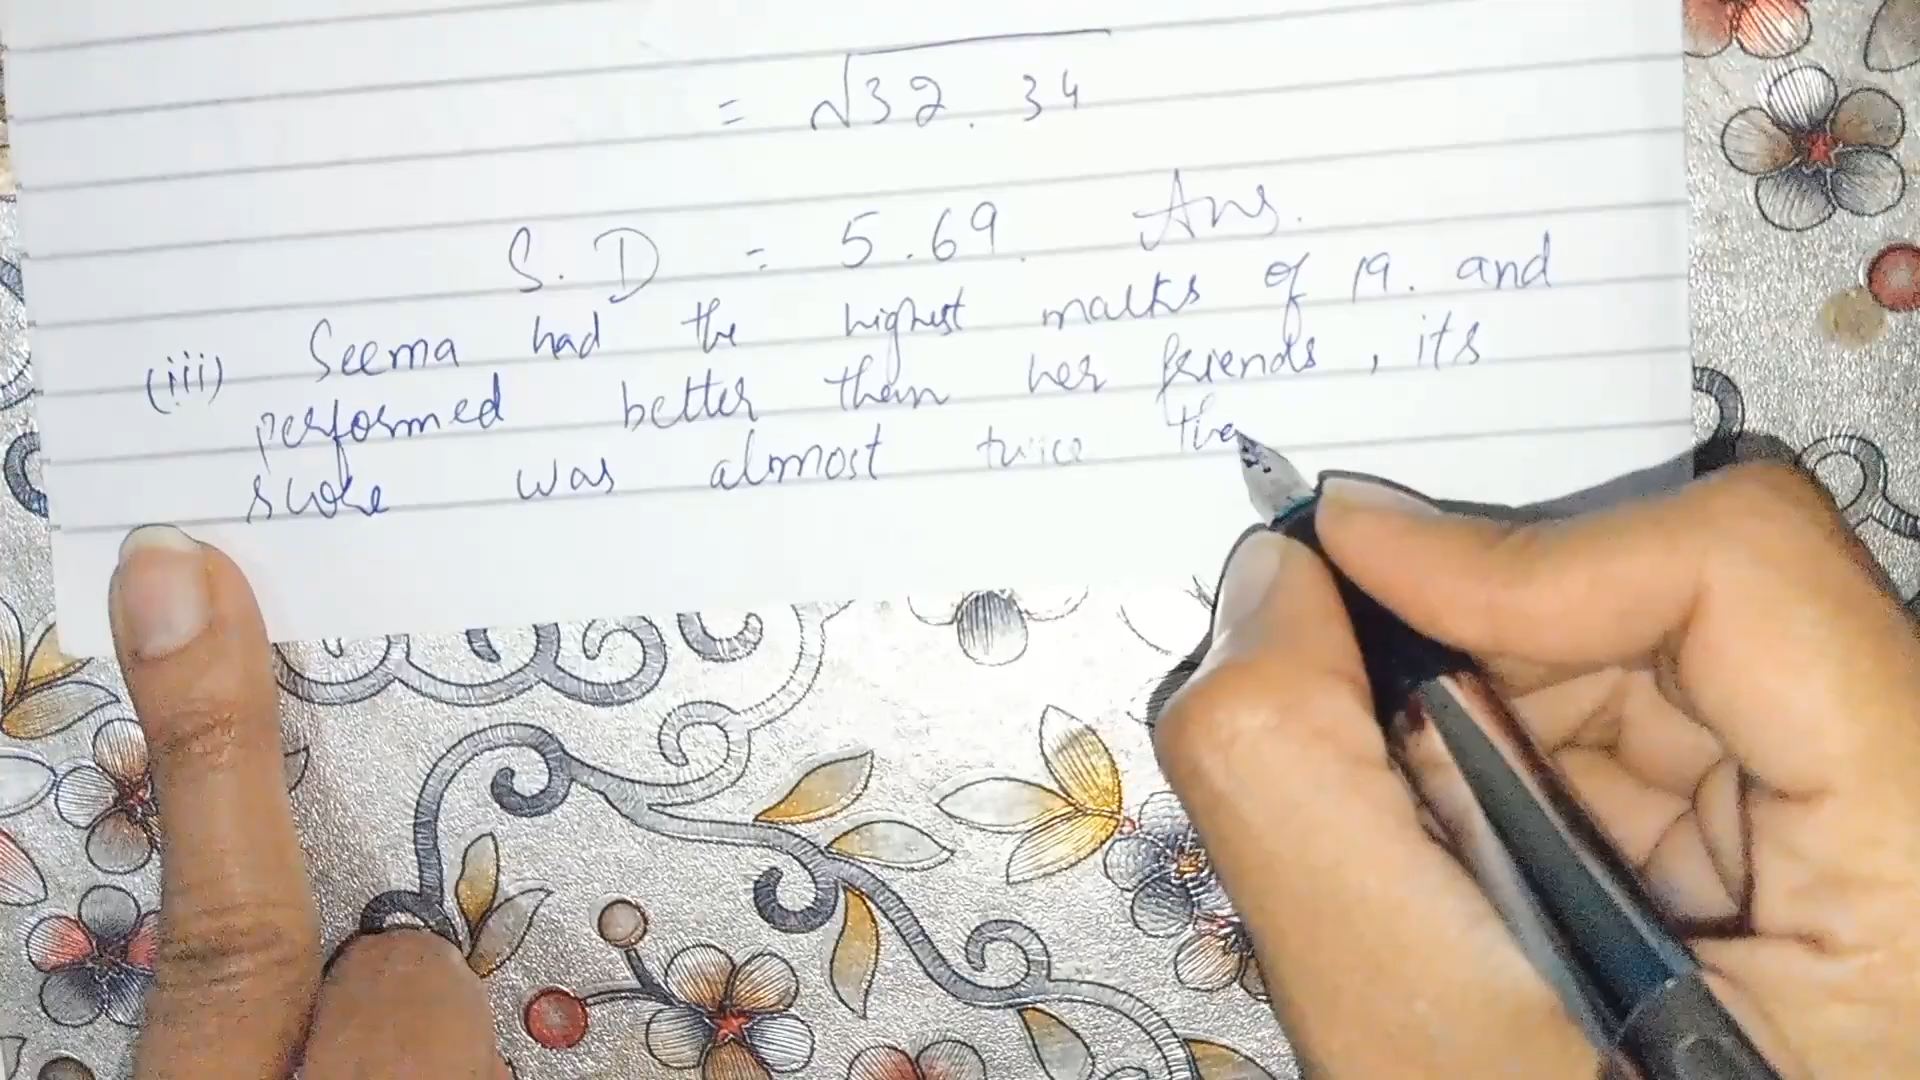 = √32.34
S.D = 5.69. Ans.
(iii) Seema had the highest marks of 19. and
performed better than her friends, its
score was almost twice the